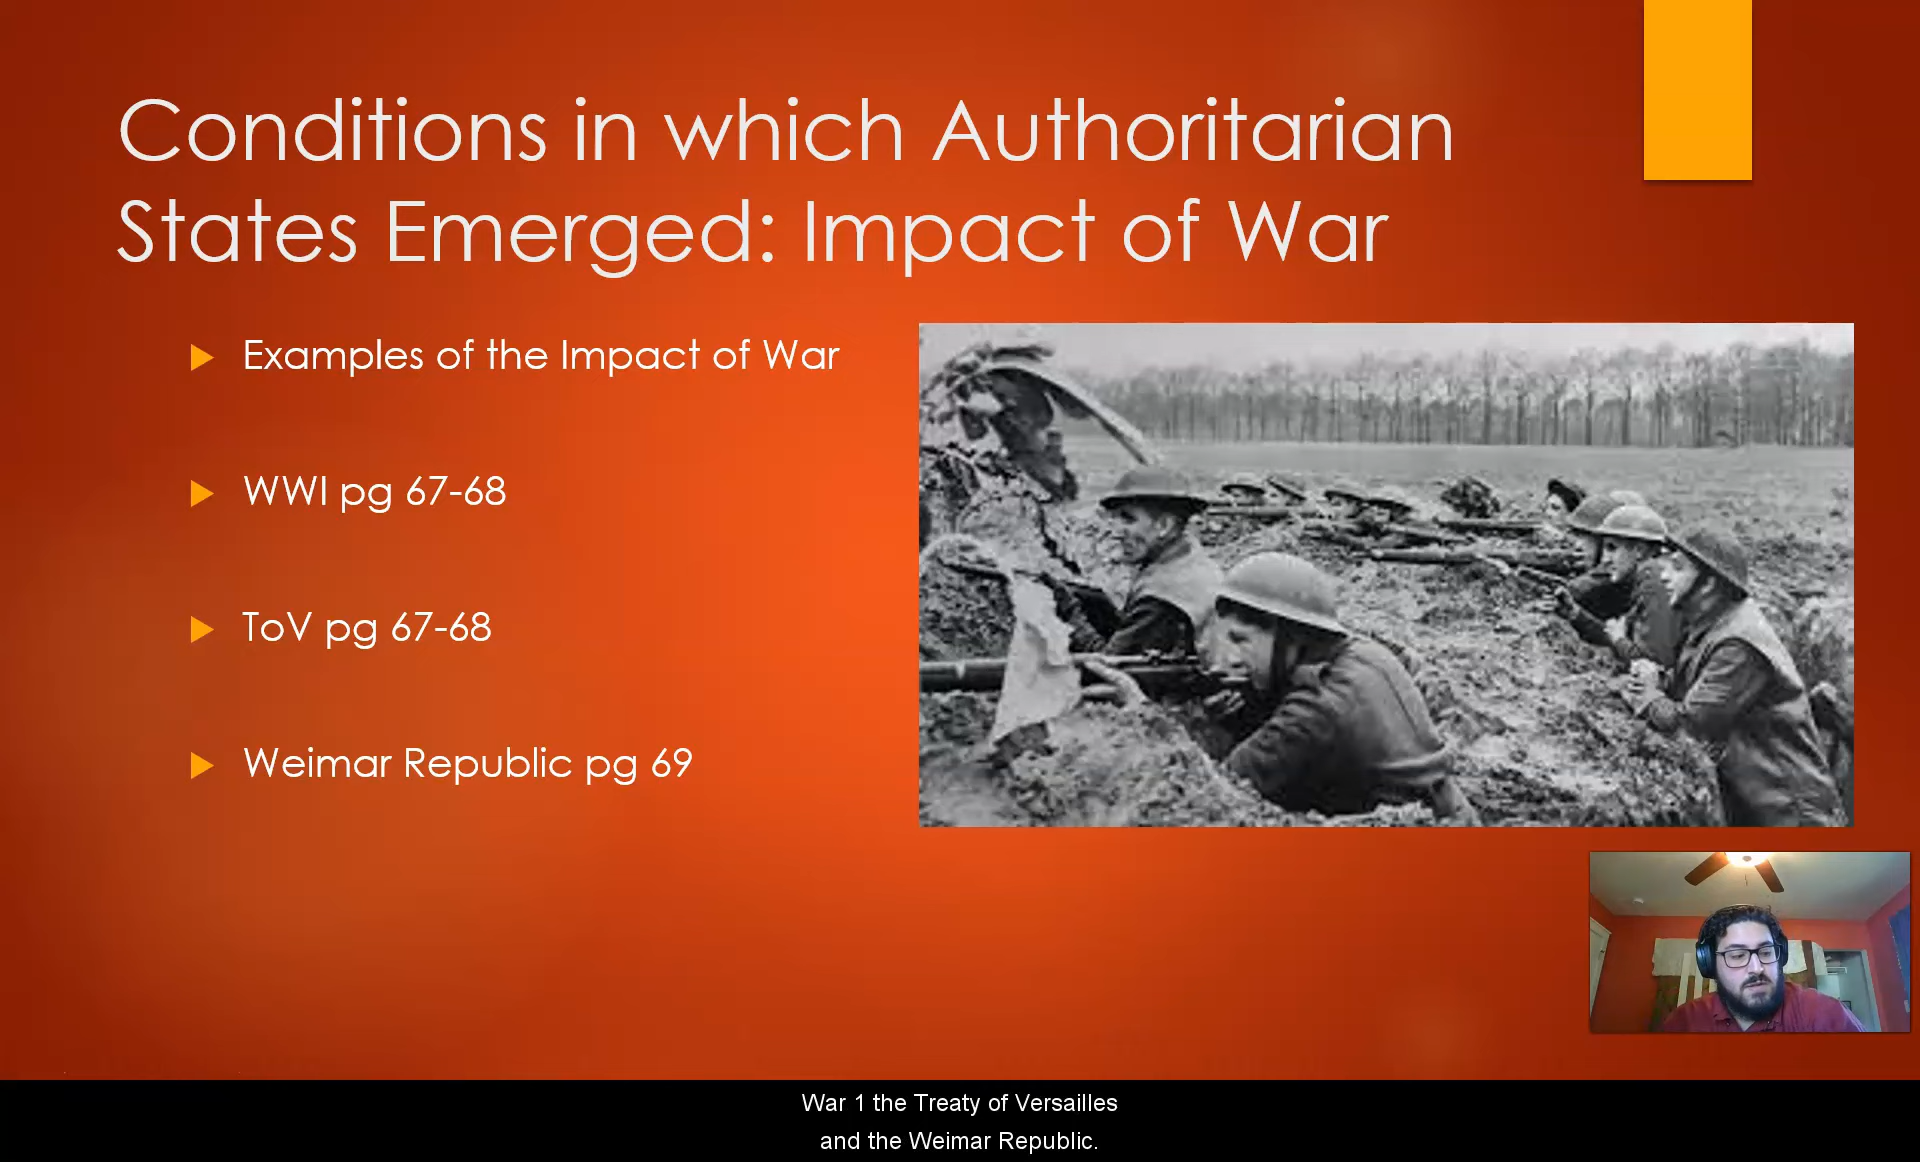 Conditions in which Authoritarian
States Emerged: Impact of War
Examples of the Impact of War
WWI pg 67-68
ToV pg 67-68
Weimar Republic pg 69
War 1 the Treaty of Versailles
and the Weimar Republic.